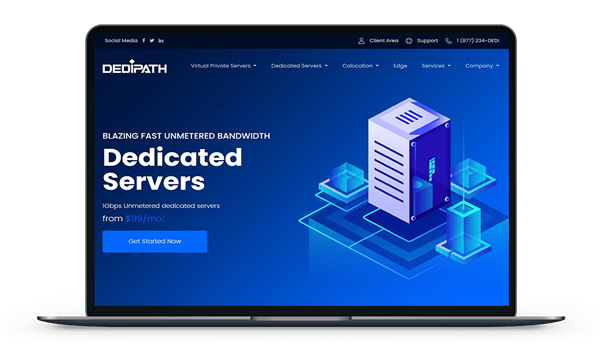 Social Media
Client Area
Support
1 (877) 234-DEDI
DEDIPATH
Virtual Private Servers
Dedicated Servers
Colocation
Edge
Services
Company
BLAZING FAST UNMETERED BANDWIDTH
Dedicated
Servers
1Gbps Unmetered dedicated servers
from $99/mo!
Get Started Now